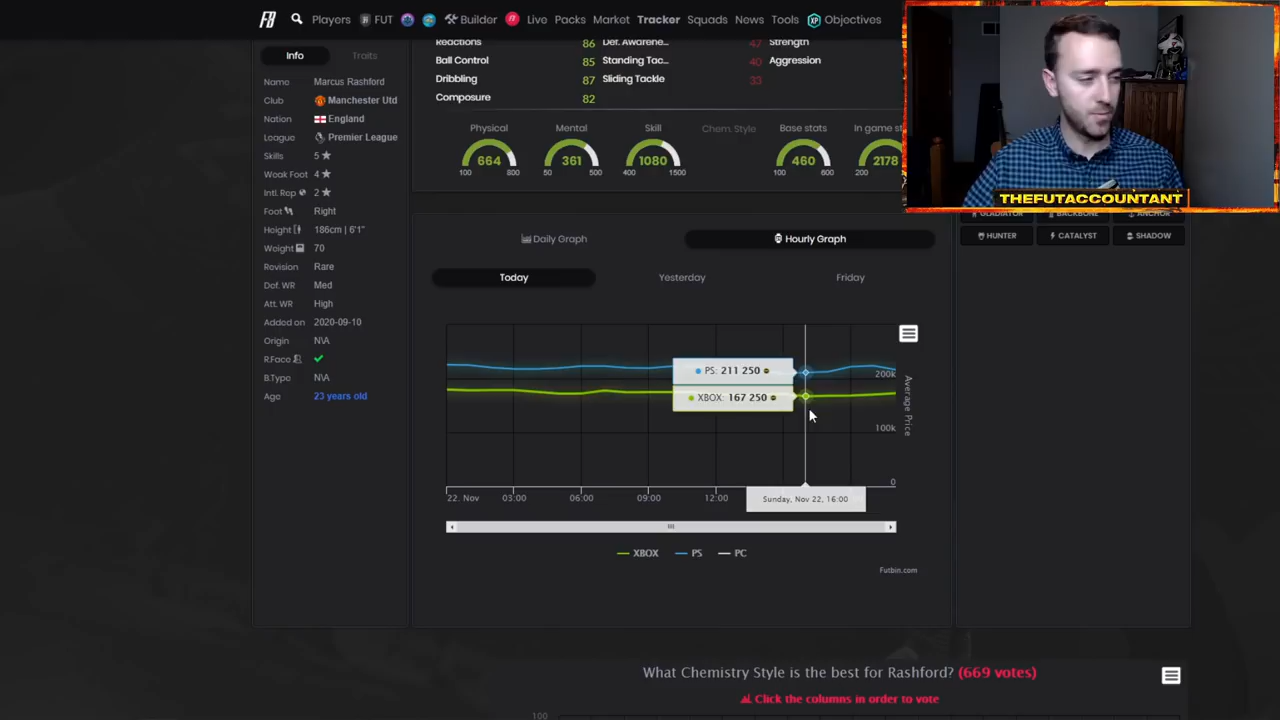 Players FUT Builder Live Packs Market Tracker Squads News Tools XP Objectives
Info Traits
Name Marcus Rashford
Club Manchester Utd
Nation England
League Premier League
Skills 5
Weak Foot 4
Intl. Rep 2
Foot Right
Height 186cm | 6'1"
Weight 70
Revision Rare
Def. WR Med
Att. WR High
Added on 2020-09-10
Origin N\A
R.Face
B.Type N\A
Age 23 years old
Reactions 86 Def. Awarene... 47 Strength
Ball Control 85 Standing Tac... 40 Aggression
Dribbling 87 Sliding Tackle 33
Composure 82
Physical Mental Skill Chem. Style Base stats In game st
664 361 1080 460 2178
100 800 50 500 400 1500 100 600 200
THEFUTACCOUNTANT
GLADIATOR BACKBONE ANCHOR
HUNTER CATALYST SHADOW
Daily Graph Hourly Graph
Today Yesterday Friday
PS: 211 250
XBOX: 167 250
200k
100k
0
Average Price
22. Nov 03:00 06:00 09:00 12:00 Sunday, Nov 22, 16:00
XBOX PS PC
Futbin.com
What Chemistry Style is the best for Rashford? (669 votes)
Click the columns in order to vote
100